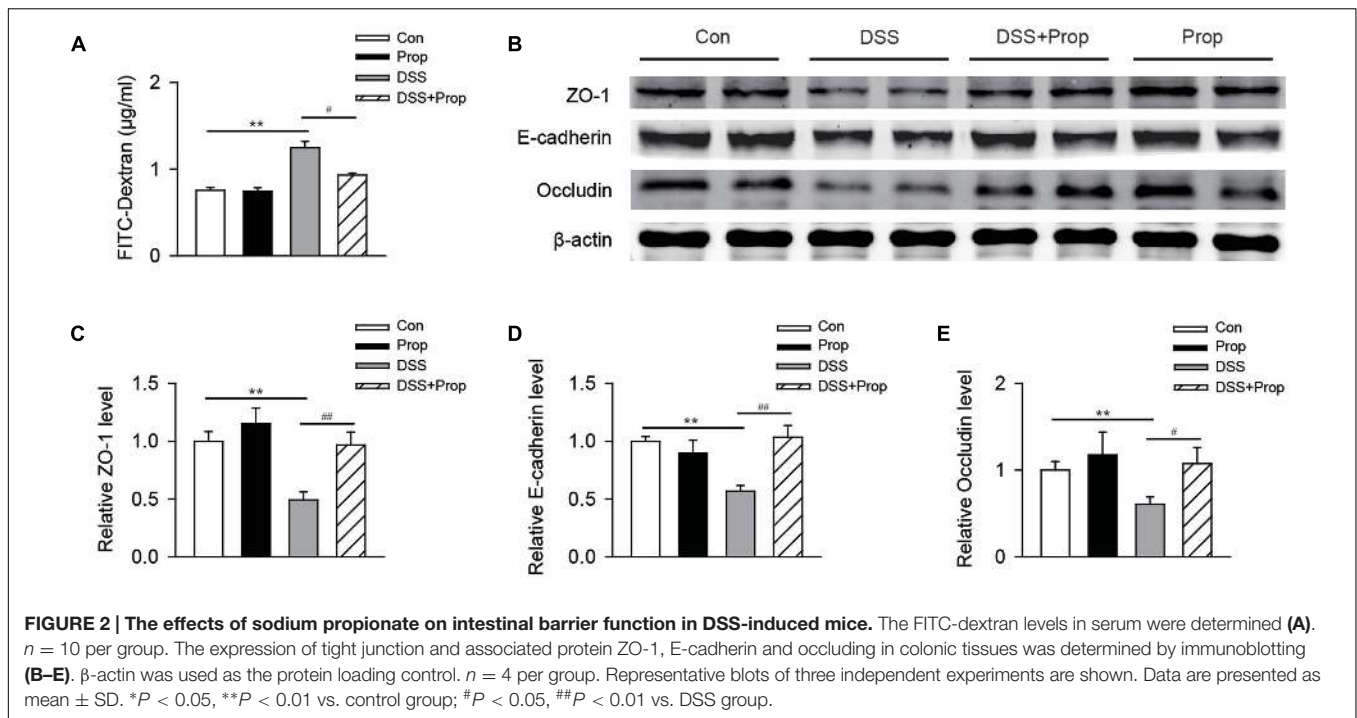 A
Con
Prop
DSS
DSS+Prop
FITC-Dextran (µg/ml)
2
1
0
**
#
B
Con DSS DSS+Prop Prop
ZO-1
E-cadherin
Occludin
β-actin
C
Con
Prop
DSS
DSS+Prop
Relative ZO-1 level
1.5
1.0
0.5
0.0
**
##
D
Con
Prop
DSS
DSS+Prop
Relative E-cadherin level
1.5
1.0
0.5
0.0
**
##
E
Con
Prop
DSS
DSS+Prop
Relative Occludin level
2
1
0
**
#
FIGURE 2 | The effects of sodium propionate on intestinal barrier function in DSS-induced mice. The FITC-dextran levels in serum were determined (A).
n = 10 per group. The expression of tight junction and associated protein ZO-1, E-cadherin and occluding in colonic tissues was determined by immunoblotting
(B–E). β-actin was used as the protein loading control. n = 4 per group. Representative blots of three independent experiments are shown. Data are presented as
mean ± SD. *P < 0.05, **P < 0.01 vs. control group; #P < 0.05, ##P < 0.01 vs. DSS group.